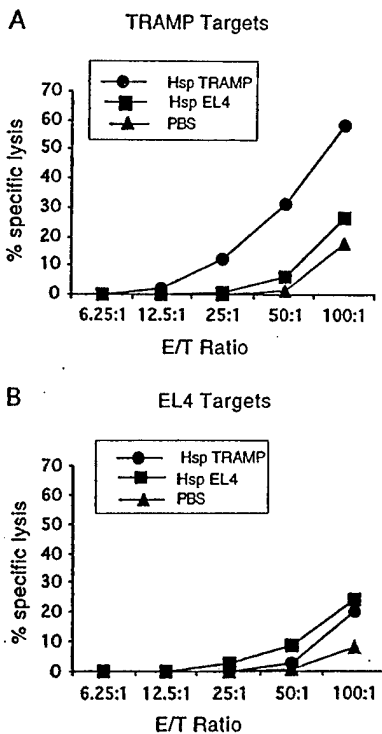 A
TRAMP Targets
Hsp TRAMP
Hsp EL4
PBS
% specific lysis
70
60
50
40
30
20
10
0
6.25:1 12.5:1 25:1 50:1 100:1
E/T Ratio
B
EL4 Targets
Hsp TRAMP
Hsp EL4
PBS
% specific lysis
70
60
50
40
30
20
10
0
6.25:1 12.5:1 25:1 50:1 100:1
E/T Ratio